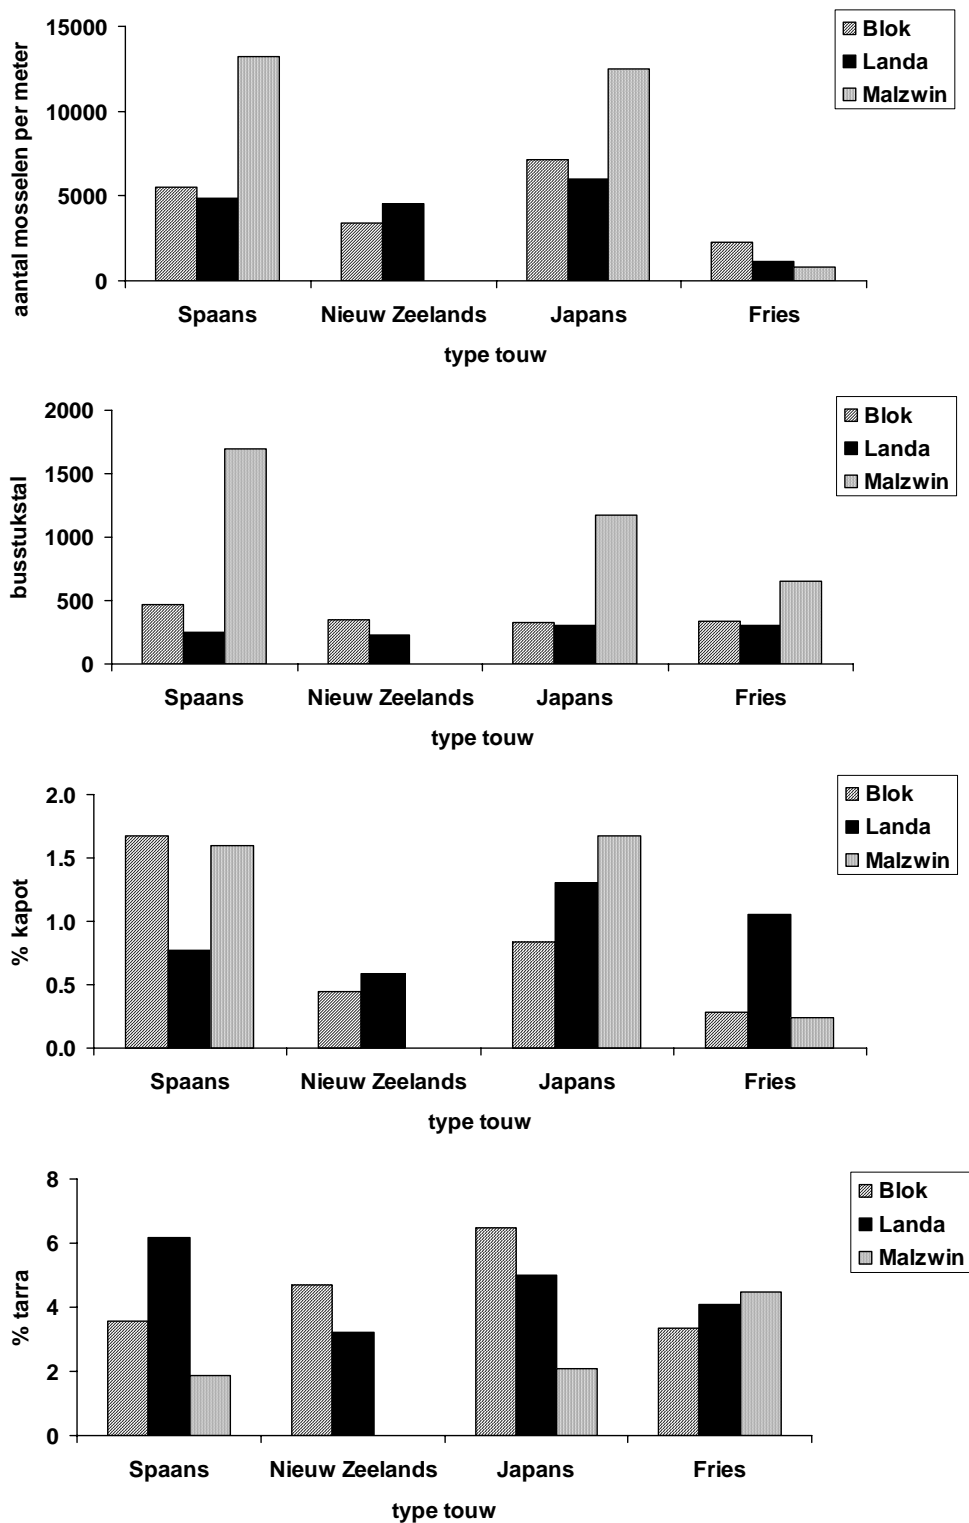 aantal mosselen per meter
15000
10000
5000
0
Spaans Nieuw Zeelands Japans Fries
type touw
Blok
Landa
Malzwin
busstukstal
2000
1500
1000
500
0
Spaans Nieuw Zeelands Japans Fries
type touw
Blok
Landa
Malzwin
% kapot
2.0
1.5
1.0
0.5
0.0
Spaans Nieuw Zeelands Japans Fries
type touw
Blok
Landa
Malzwin
% tarra
8
6
4
2
0
Spaans Nieuw Zeelands Japans Fries
type touw
Blok
Landa
Malzwin